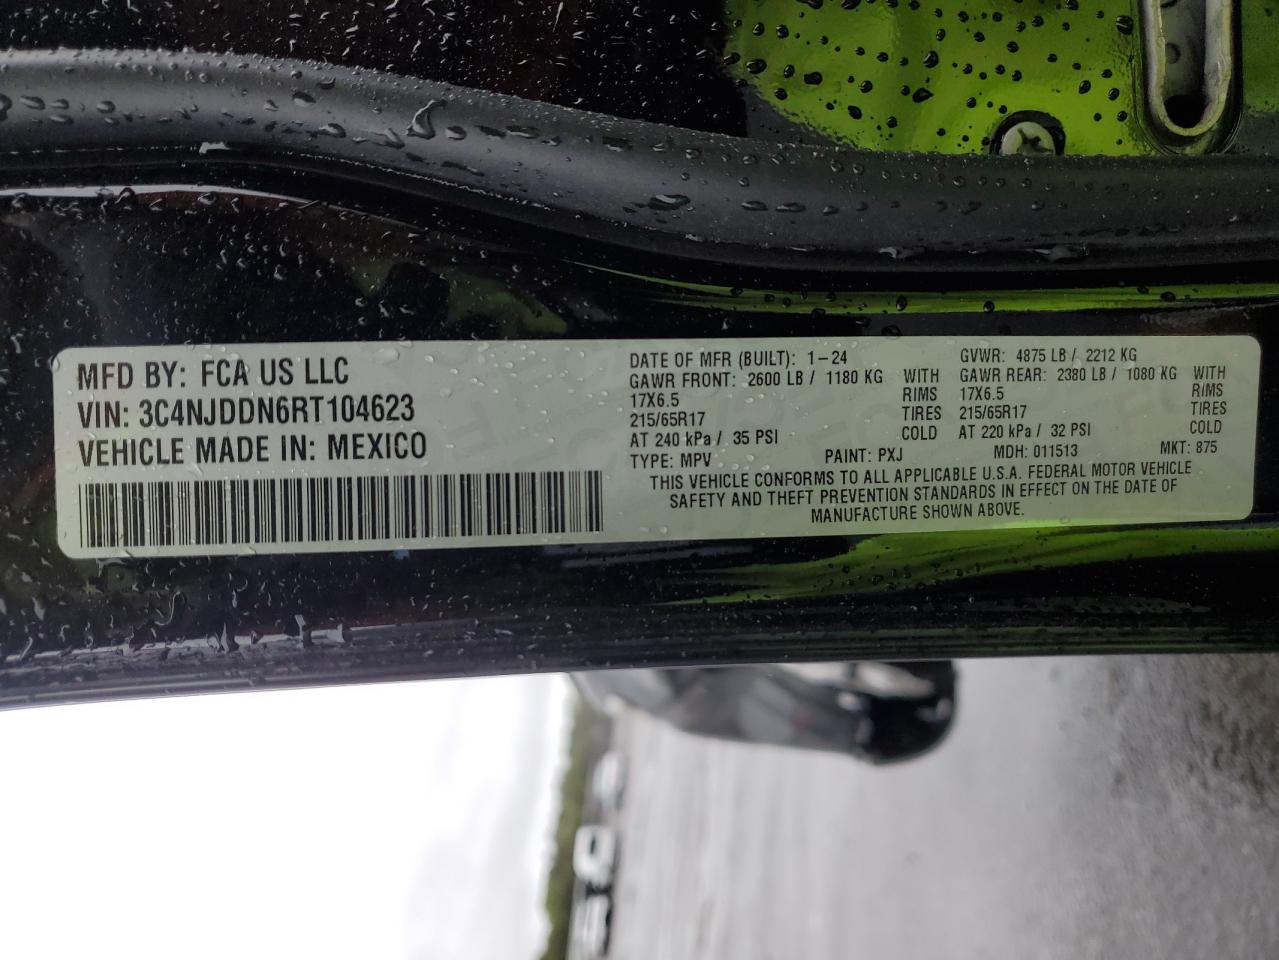 MFD BY: FCA US LLC
VIN: 3C4NJDDN6RT104623
VEHICLE MADE IN: MEXICO
DATE OF MFR (BUILT): 1-24
GAWR FRONT: 2600 LB / 1180 KG WITH
17X6.5 RIMS
215/65R17 TIRES
AT 240 kPa / 35 PSI COLD
TYPE: MPV PAINT: PXJ
GVWR: 4875 LB / 2212 KG
GAWR REAR: 2380 LB / 1080 KG WITH
17X6.5 RIMS
215/65R17 TIRES
AT 220 kPa / 32 PSI COLD
MDH: 011513 MKT: 875
THIS VEHICLE CONFORMS TO ALL APPLICABLE U.S.A. FEDERAL MOTOR VEHICLE
SAFETY AND THEFT PREVENTION STANDARDS IN EFFECT ON THE DATE OF
MANUFACTURE SHOWN ABOVE.